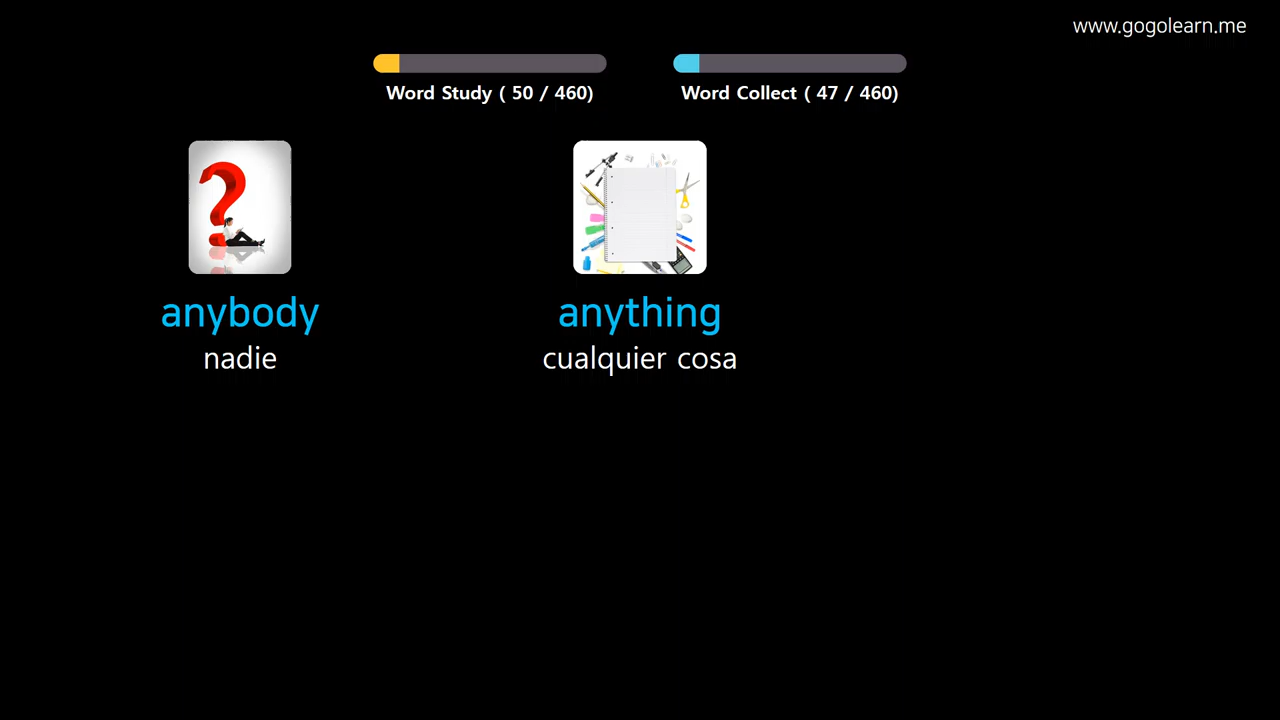 www.gogolearn.me
Word Study ( 50 / 460)
Word Collect ( 47 / 460)
anybody
nadie
anything
cualquier cosa